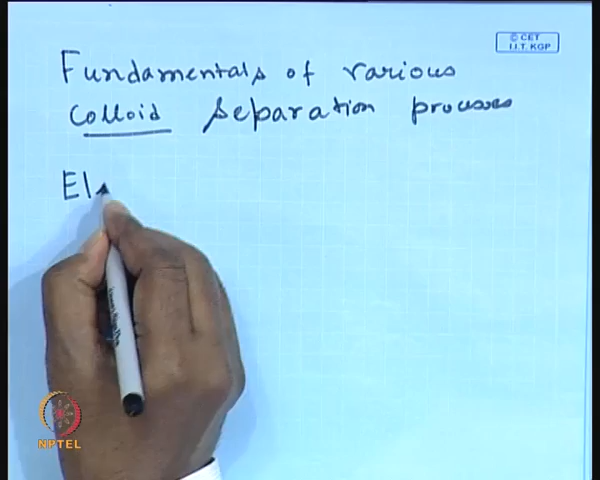 © CET
I.I.T. KGP
Fundamentals of various
Colloid Separation processes
El
NPTEL